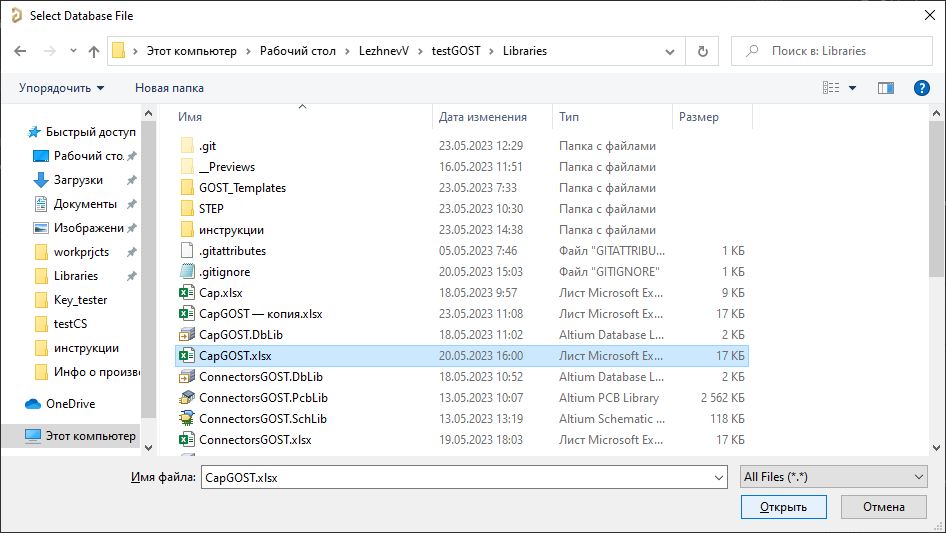 Select Database File
Этот компьютер › Рабочий стол › LezhnevV › testGOST › Libraries
Поиск в: Libraries
Упорядочить Новая папка
Имя Дата изменения Тип Размер
Быстрый доступ
Рабочий сто.
Загрузки
Документы
Изображени
workprjcts
Libraries
Key_tester
testCS
инструкции
Инфо о произв
OneDrive
Этот компьютер
.git 23.05.2023 12:29 Папка с файлами
__Previews 16.05.2023 11:51 Папка с файлами
GOST_Templates 23.05.2023 7:33 Папка с файлами
STEP 23.05.2023 10:30 Папка с файлами
инструкции 23.05.2023 14:38 Папка с файлами
.gitattributes 05.05.2023 7:46 Файл "GITATTRIBU... 1 КБ
.gitignore 20.05.2023 15:03 Файл "GITIGNORE" 1 КБ
Cap.xlsx 18.05.2023 9:57 Лист Microsoft Ex... 9 КБ
CapGOST — копия.xlsx 23.05.2023 11:08 Лист Microsoft Ex... 17 КБ
CapGOST.DbLib 18.05.2023 11:02 Altium Database L... 2 КБ
CapGOST.xlsx 20.05.2023 16:00 Лист Microsoft Ex... 17 КБ
ConnectorsGOST.DbLib 18.05.2023 10:52 Altium Database L... 2 КБ
ConnectorsGOST.PcbLib 13.05.2023 10:07 Altium PCB Library 2 562 КБ
ConnectorsGOST.SchLib 13.05.2023 13:19 Altium Schematic ... 118 КБ
ConnectorsGOST.xlsx 19.05.2023 18:03 Лист Microsoft Ex... 17 КБ
Имя файла: CapGOST.xlsx All Files (*.*)
Открыть Отмена